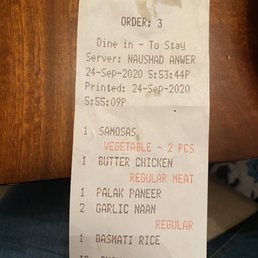 ORDER: 3
Dine in - To Stay
Server: NAUSHAD ANWER
24-Sep-2020 5:53:44P
Printed: 24-Sep-2020
5:55:09P
1 SAMOSAS
VEGETABLE - 2 PCS
1 BUTTER CHICKEN
REGULAR MEAT
1 PALAK PANEER
2 GARLIC NAAN
REGULAR
1 BASMATI RICE